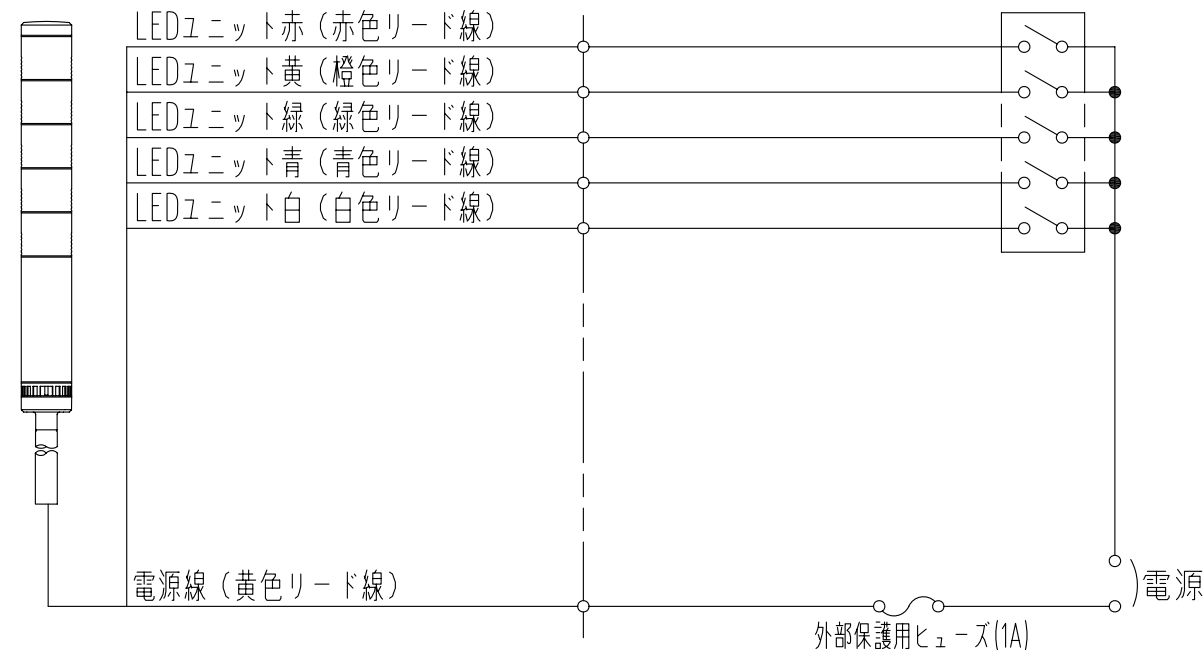 LEDユニット赤（赤色リード線）
LEDユニット黄（橙色リード線）
LEDユニット緑（緑色リード線）
LEDユニット青（青色リード線）
LEDユニット白（白色リード線）
電源線（黄色リード線）
電源
外部保護用ヒューズ(1A)